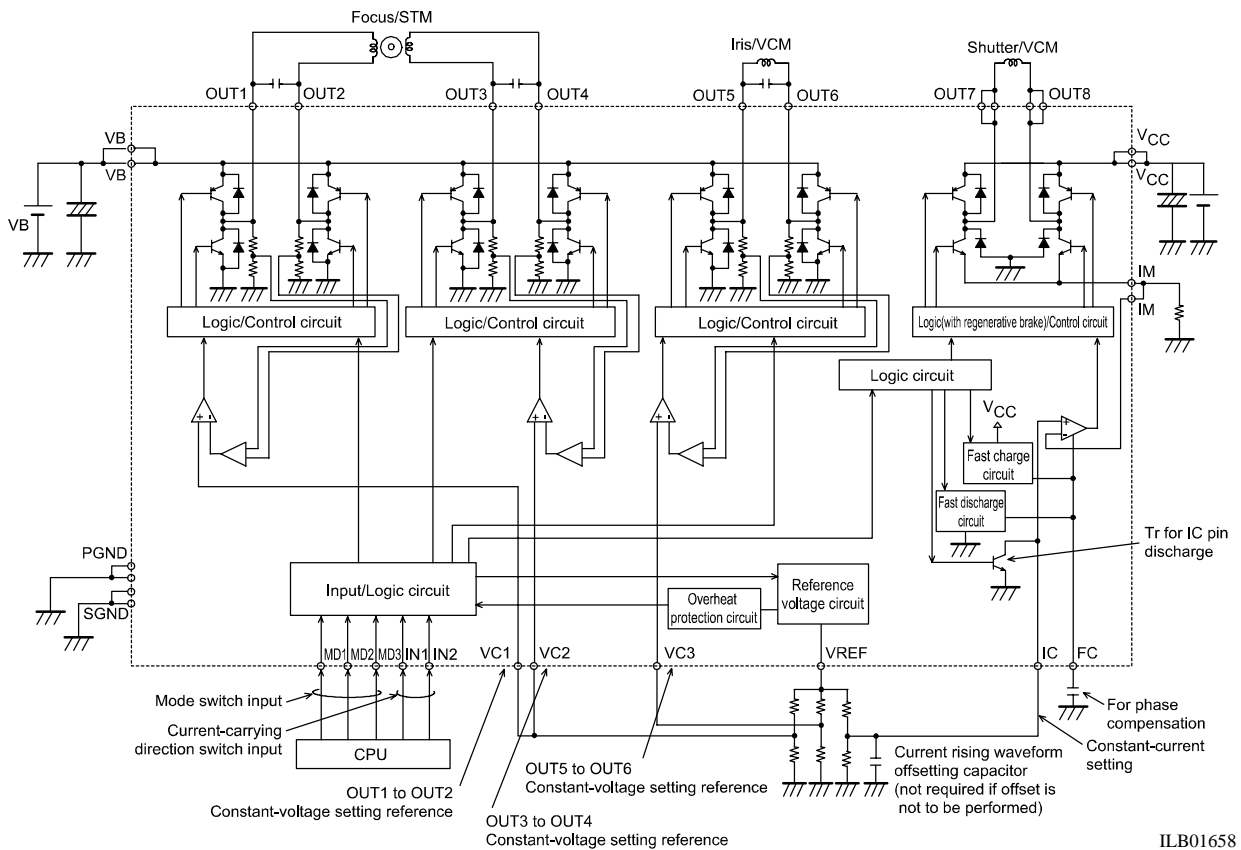 Focus/STM
Iris/VCM
Shutter/VCM
OUT1
OUT2
OUT3
OUT4
OUT5
OUT6
OUT7
OUT8
VB
VB
VB
VCC
VCC
IM
IM
Logic/Control circuit
Logic/Control circuit
Logic/Control circuit
Logic(with regenerative brake)/Control circuit
Logic circuit
VCC
+ -
+ -
+ -
+
-
Fast charge
circuit
Fast discharge
circuit
Tr for IC pin
discharge
PGND
SGND
Input/Logic circuit
Overheat
protection circuit
Reference
voltage circuit
MD1
MD2
MD3
IN1
IN2
VC1
VC2
VC3
VREF
IC
FC
Mode switch input
Current-carrying
direction switch input
CPU
OUT1 to OUT2
Constant-voltage setting reference
OUT3 to OUT4
Constant-voltage setting reference
OUT5 to OUT6
Constant-voltage setting reference
Current rising waveform
offsetting capacitor
(not required if offset is
not to be performed)
For phase
compensation
Constant-current
setting
ILB01658